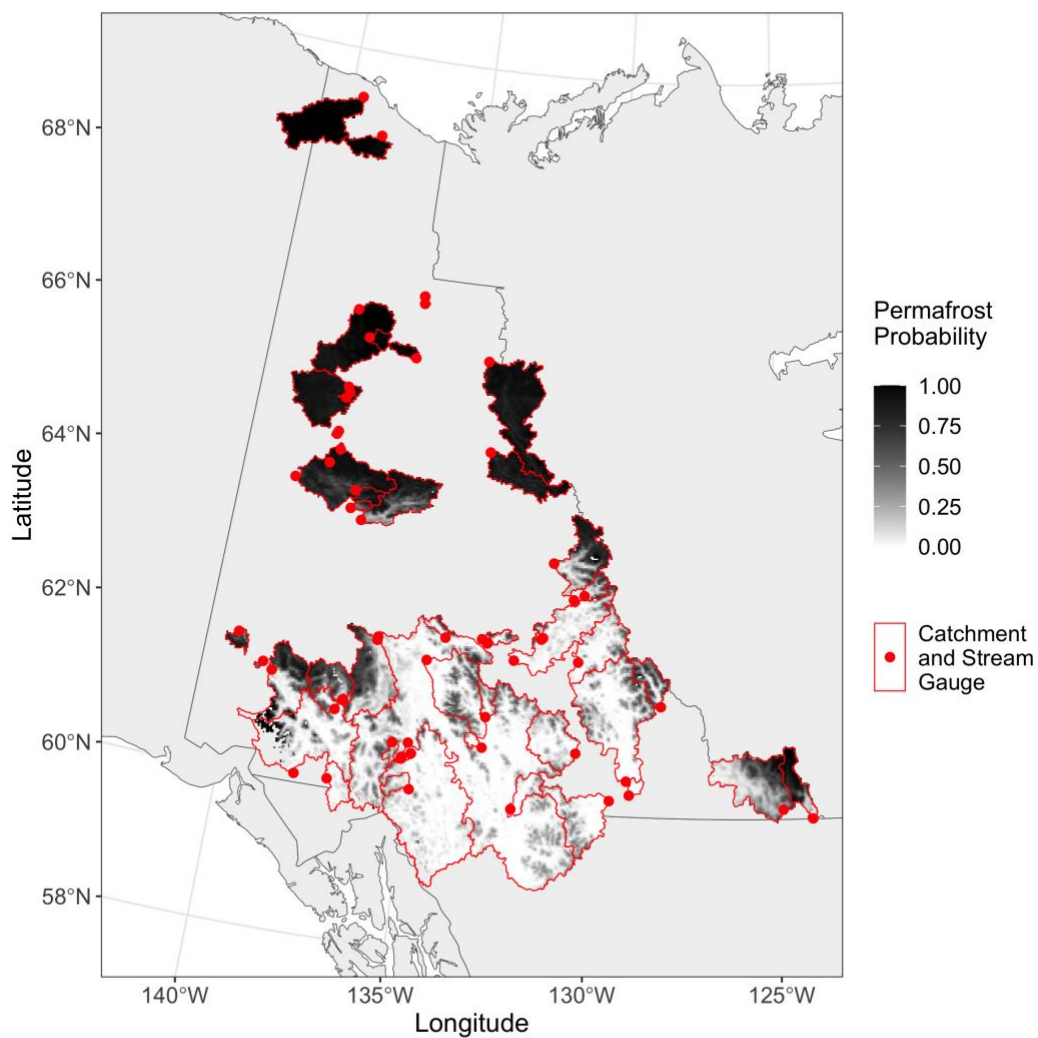 68°N
66°N
64°N
62°N
60°N
58°N
Latitude
140°W
135°W
130°W
125°W
Longitude
Permafrost
Probability
1.00
0.75
0.50
0.25
0.00
Catchment
and Stream
Gauge